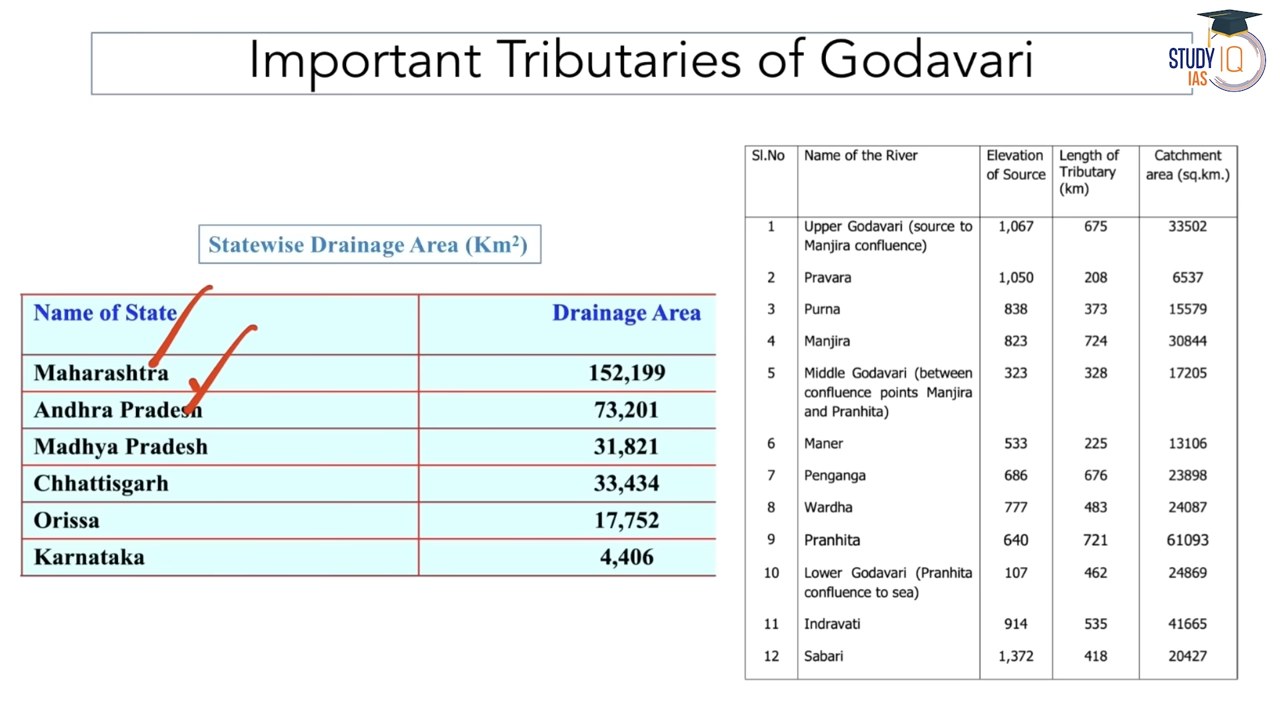 Important Tributaries of Godavari
STUDY IQ
IAS
Statewise Drainage Area (Km²)
Name of State Drainage Area
Maharashtra 152,199
Andhra Pradesh 73,201
Madhya Pradesh 31,821
Chhattisgarh 33,434
Orissa 17,752
Karnataka 4,406
Sl.No Name of the River Elevation Length of Catchment
of Source Tributary area (sq.km.)
(km)
1 Upper Godavari (source to 1,067 675 33502
Manjira confluence)
2 Pravara 1,050 208 6537
3 Purna 838 373 15579
4 Manjira 823 724 30844
5 Middle Godavari (between 323 328 17205
confluence points Manjira
and Pranhita)
6 Maner 533 225 13106
7 Penganga 686 676 23898
8 Wardha 777 483 24087
9 Pranhita 640 721 61093
10 Lower Godavari (Pranhita 107 462 24869
confluence to sea)
11 Indravati 914 535 41665
12 Sabari 1,372 418 20427